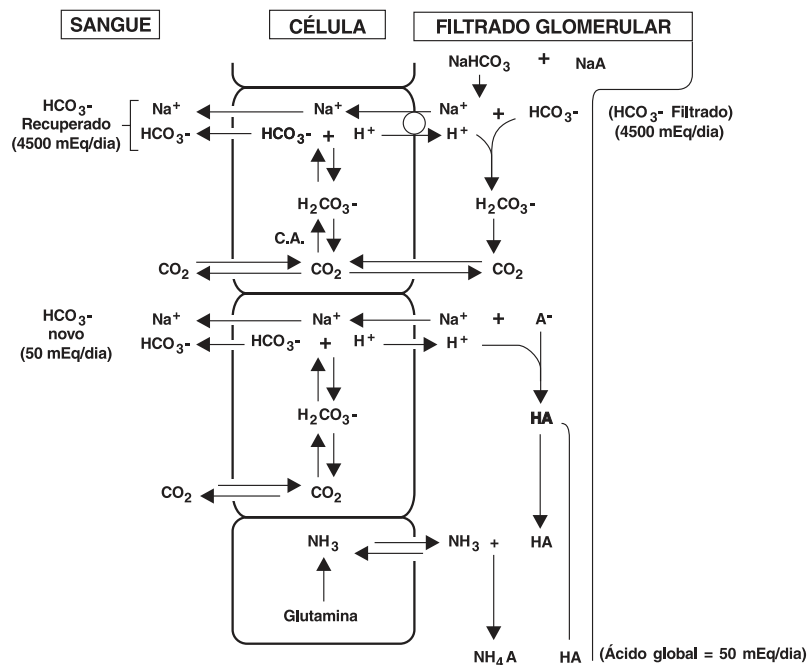 SANGUE CÉLULA FILTRADO GLOMERULAR
NaHCO₃ + NaA
HCO₃-
Recuperado
(4500 mEq/dia)
Na⁺ Na⁺ Na⁺ + HCO₃-
HCO₃- HCO₃- + H⁺ H⁺
(HCO₃- Filtrado)
(4500 mEq/dia)
H₂CO₃- H₂CO₃-
C.A.
CO₂ CO₂ CO₂
HCO₃-
novo
(50 mEq/dia)
Na⁺ Na⁺ Na⁺ + A-
HCO₃- HCO₃- + H⁺ H⁺
H₂CO₃- HA
CO₂ CO₂
NH₃ NH₃ + HA
Glutamina
NH₄A HA (Ácido global = 50 mEq/dia)